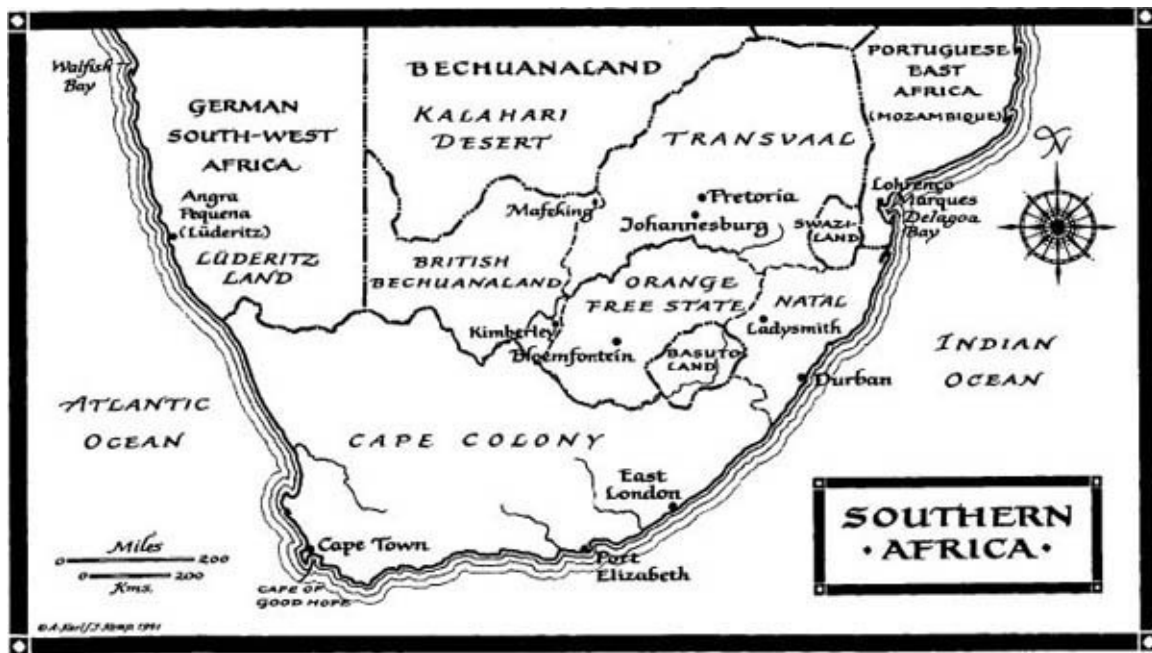 Walfish
Bay
GERMAN
SOUTH-WEST
AFRICA
Angra
Pequena
(Lüderitz)
LÜDERITZ
LAND
BECHUANALAND
KALAHARI
DESERT
Mafeking
BRITISH
BECHUANALAND
TRANSVAAL
Pretoria
Johannesburg
PORTUGUESE
EAST
AFRICA
(MOZAMBIQUE)
N
Lohrenço
Marques
Delagoa
Bay
SWAZI-
LAND
ORANGE
FREE STATE
NATAL
Ladysmith
Kimberley
Bloemfontein
BASUTO
LAND
Durban
INDIAN
OCEAN
ATLANTIC
OCEAN
CAPE COLONY
East
London
Port
Elizabeth
Cape Town
CAPE OF
GOOD HOPE
Miles
0 200
0 200
Kms.
SOUTHERN
• AFRICA •